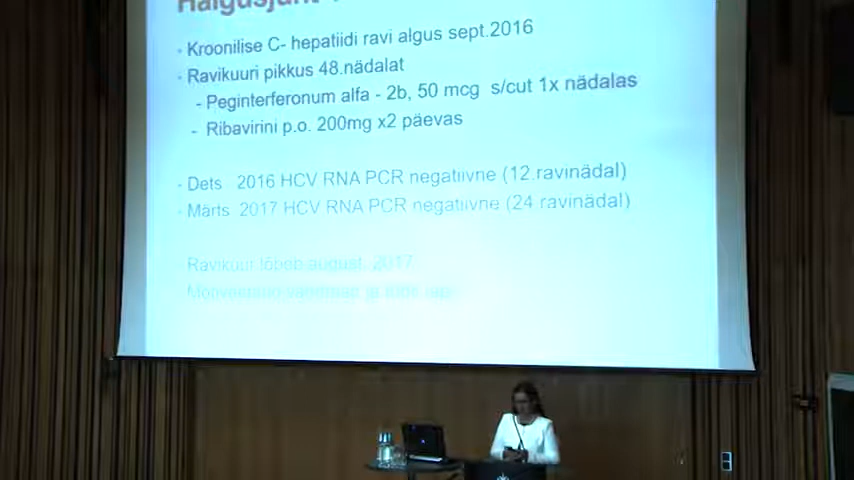 Haigusjuht
- Kroonilise C- hepatiidi ravi algus sept.2016
- Ravikuuri pikkus 48.nädalat
- Peginterferonum alfa - 2b, 50 mcg s/cut 1x nädalas
- Ribavirini p.o. 200mg x2 päevas
- Dets 2016 HCV RNA PCR negatiivne (12.ravinädal)
- Märts 2017 HCV RNA PCR negatiivne (24 ravinädal)
Ravikuur lõpeb august 2017